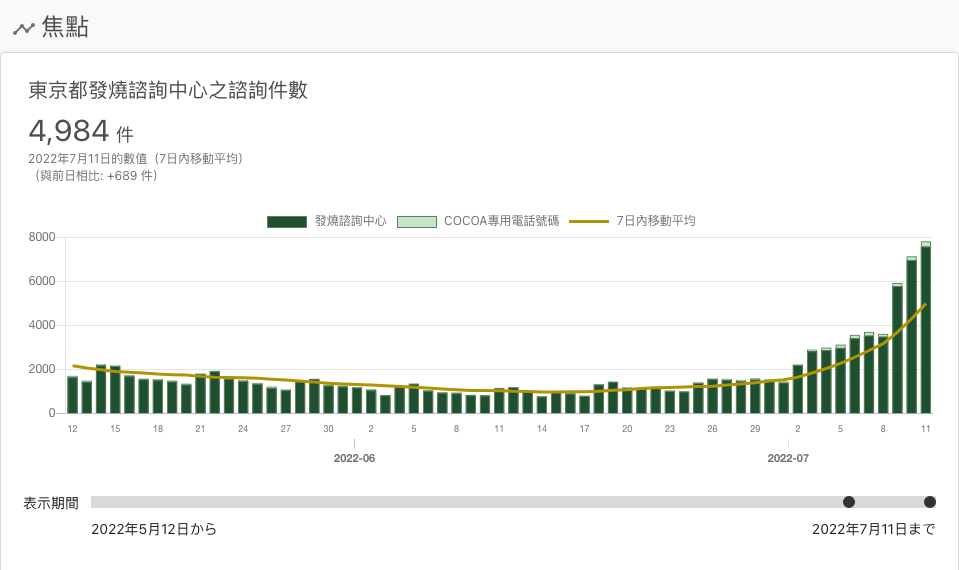 焦點
東京都發燒諮詢中心之諮詢件數
4,984 件
2022年7月11日的數值（7日內移動平均）
（與前日相比: +689 件）
發燒諮詢中心 COCOA專用電話號碼 7日內移動平均
8000
6000
4000
2000
0
12 15 18 21 24 27 30 2 5 8 11 14 17 20 23 26 29 2 5 8 11
2022-06 2022-07
表示期間
2022年5月12日から 2022年7月11日まで